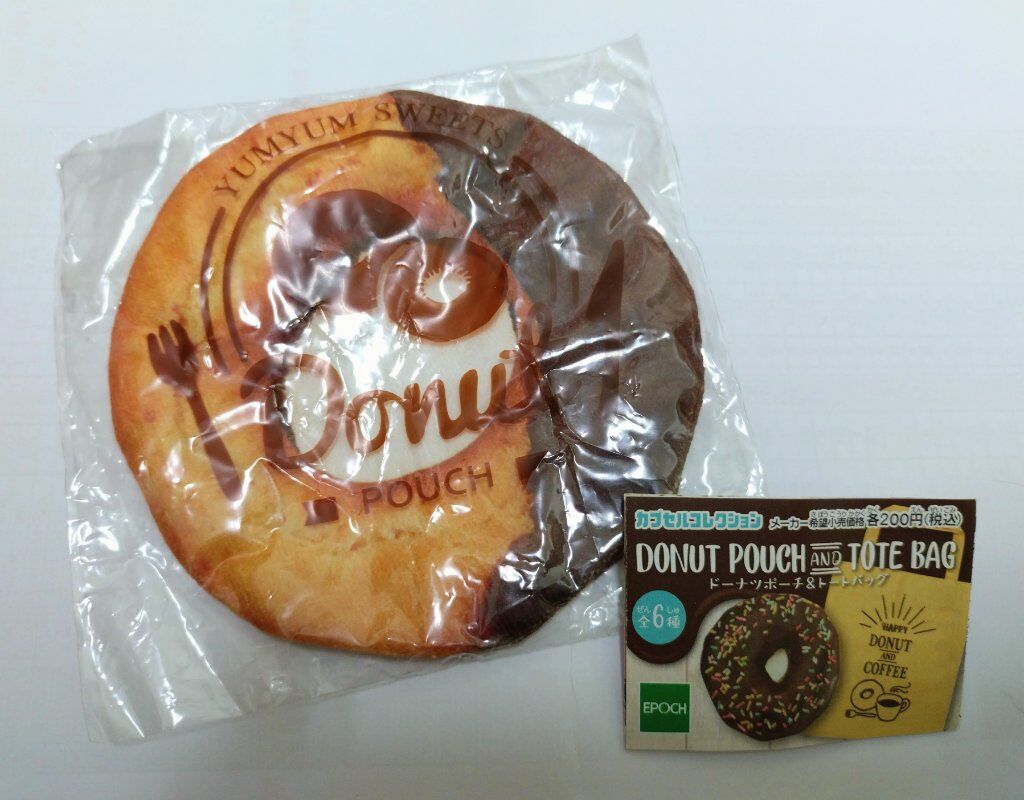 YUMYUM SWEETS
Donut
POUCH
カプセルコレクション
メーカー希望小売価格 各200円(税込)
DONUT POUCH AND TOTE BAG
ドーナツポーチ&トートバッグ
全6種
HAPPY
DONUT
AND
COFFEE
EPOCH